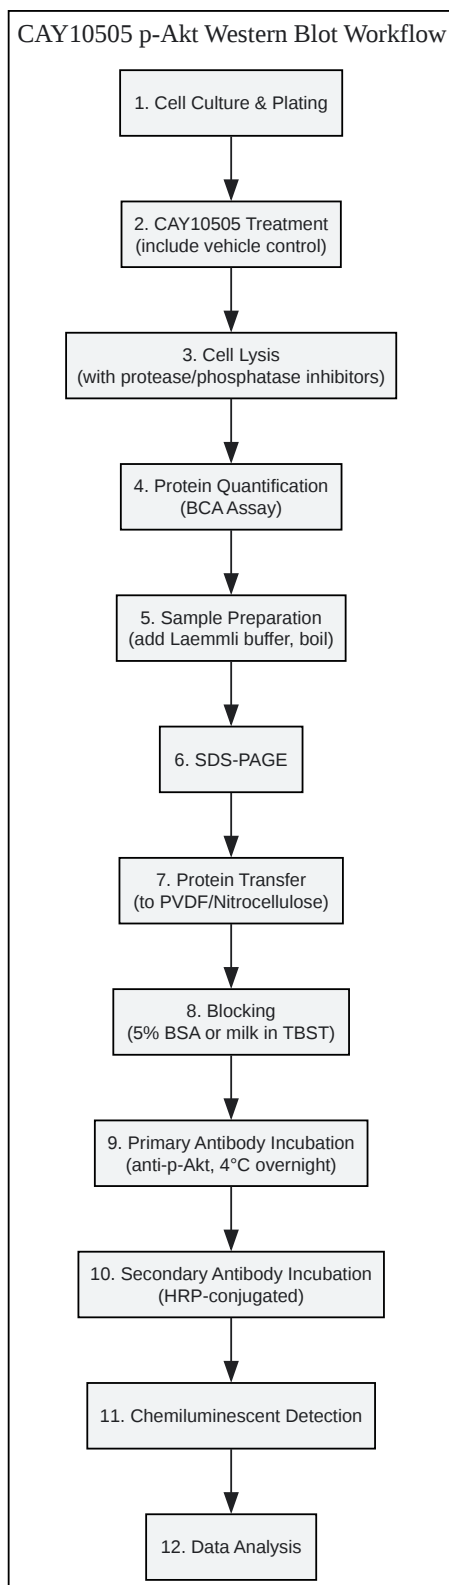 CAY10505 p-Akt Western Blot Workflow
1. Cell Culture & Plating
2. CAY10505 Treatment
(include vehicle control)
3. Cell Lysis
(with protease/phosphatase inhibitors)
4. Protein Quantification
(BCA Assay)
5. Sample Preparation
(add Laemmli buffer, boil)
6. SDS-PAGE
7. Protein Transfer
(to PVDF/Nitrocellulose)
8. Blocking
(5% BSA or milk in TBST)
9. Primary Antibody Incubation
(anti-p-Akt, 4°C overnight)
10. Secondary Antibody Incubation
(HRP-conjugated)
11. Chemiluminescent Detection
12. Data Analysis